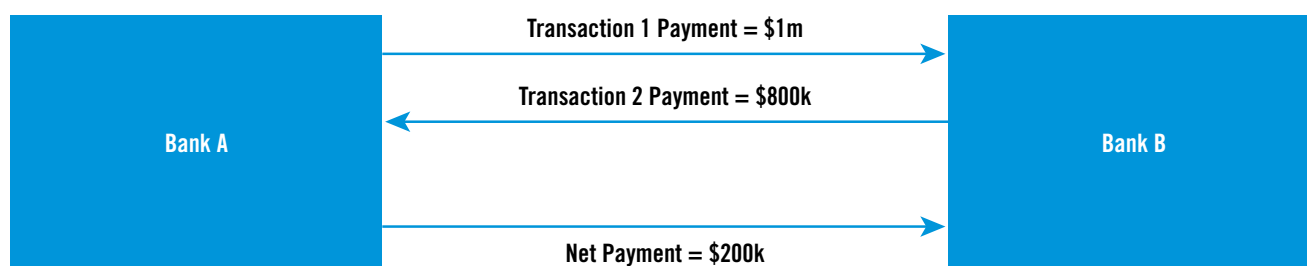 Transaction 1 Payment = $1m
Transaction 2 Payment = $800k
Bank A
Bank B
Net Payment = $200k